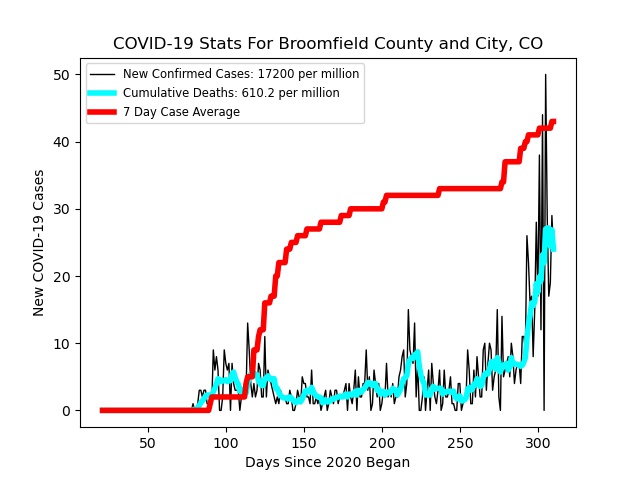 COVID-19 Stats For Broomfield County and City, CO
New Confirmed Cases: 17200 per million
Cumulative Deaths: 610.2 per million
7 Day Case Average
New COVID-19 Cases
50
40
30
20
10
0
50 100 150 200 250 300
Days Since 2020 Began